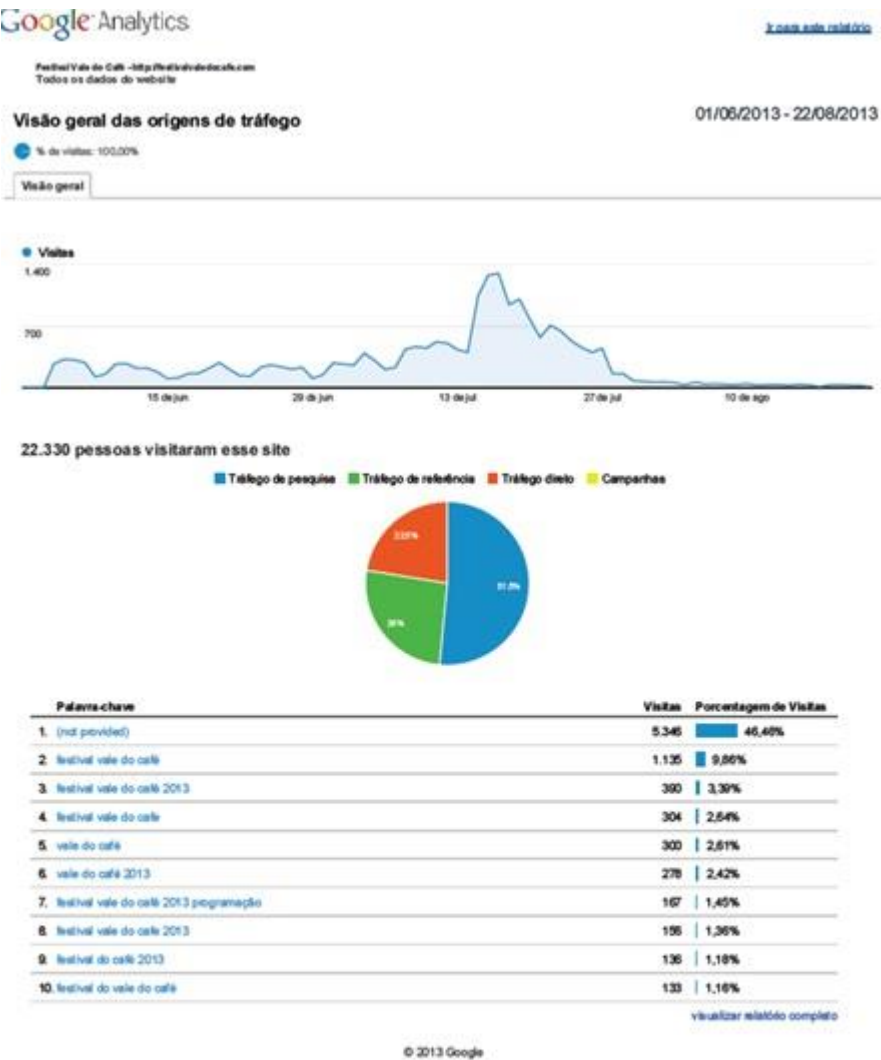 Google Analytics
Ir para este relatório
Festival Vale do Café - http://festivalvaledocafe.com
Todos os dados do website
Visão geral das origens de tráfego
01/06/2013 - 22/08/2013
% de visitas: 100,00%
Visão geral
Visitas
1.400
700
15 de jun 29 de jun 13 de jul 27 de jul 10 de ago
22.330 pessoas visitaram esse site
Tráfego de pesquisa Tráfego de referência Tráfego direto Campanhas
26%
Palavra-chave Visitas Porcentagem de Visitas
1. (not provided) 5.346 46,46%
2. festival vale do café 1.135 9,86%
3. festival vale do café 2013 390 3,39%
4. festival vale do cafe 304 2,64%
5. vale do café 300 2,61%
6. vale do café 2013 278 2,42%
7. festival vale do café 2013 programação 167 1,45%
8. festival vale do cafe 2013 156 1,36%
9. festival do café 2013 136 1,18%
10. festival do vale do café 133 1,16%
visualizar relatório completo
© 2013 Google